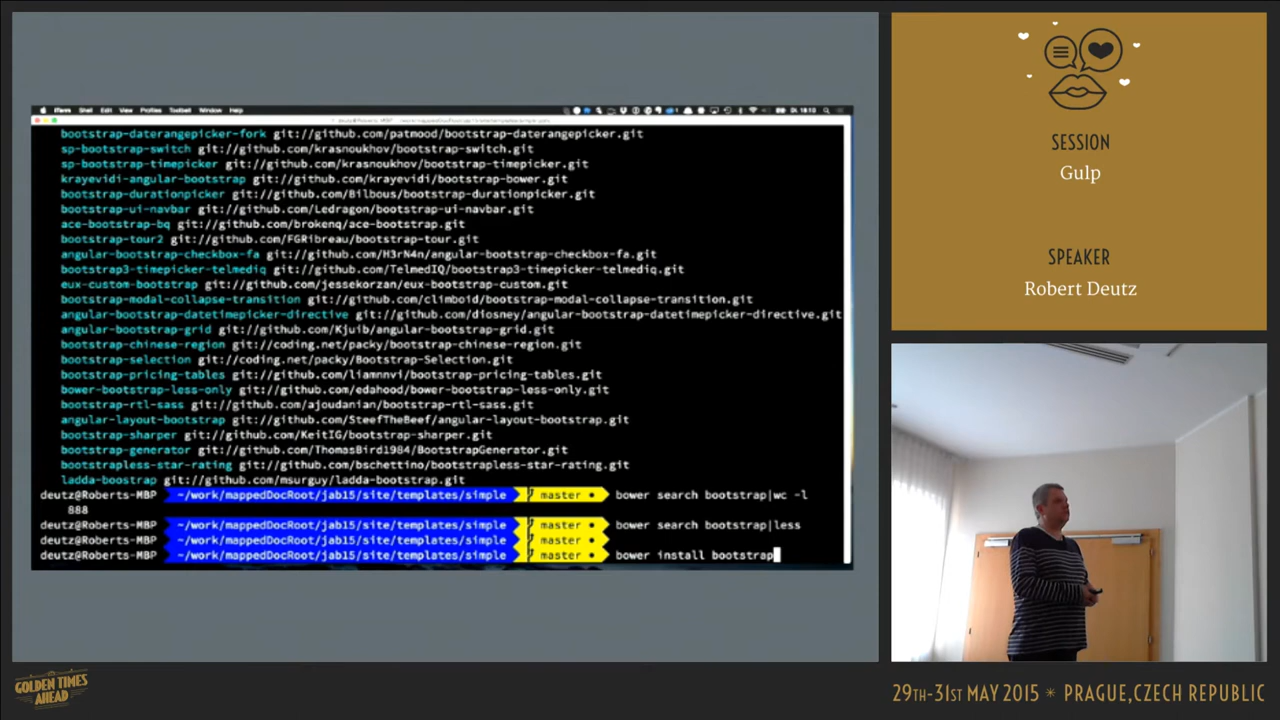 iTerm Shell Edit View Profiles Toolbelt Window Help
bootstrap-daterangepicker-fork git://github.com/patmood/bootstrap-daterangepicker.git
sp-bootstrap-switch git://github.com/krasnoukhov/bootstrap-switch.git
sp-bootstrap-timepicker git://github.com/krasnoukhov/bootstrap-timepicker.git
krayevidi-angular-bootstrap git://github.com/krayevidi/bootstrap-bower.git
bootstrap-durationpicker git://github.com/Bilbous/bootstrap-durationpicker.git
bootstrap-ui-navbar git://github.com/Ledragon/bootstrap-ui-navbar.git
ace-bootstrap-bq git://github.com/brokenq/ace-bootstrap.git
bootstrap-tour2 git://github.com/FGRibreau/bootstrap-tour.git
angular-bootstrap-checkbox-fa git://github.com/H3rN4n/angular-bootstrap-checkbox-fa.git
bootstrap3-timepicker-telmediq git://github.com/TelmedIQ/bootstrap3-timepicker-telmediq.git
eux-custom-bootstrap git://github.com/jessekorzan/eux-bootstrap-custom.git
bootstrap-modal-collapse-transition git://github.com/climboid/bootstrap-modal-collapse-transition.git
angular-bootstrap-datetimepicker-directive git://github.com/diosney/angular-bootstrap-datetimepicker-directive.git
angular-bootstrap-grid git://github.com/Kjuib/angular-bootstrap-grid.git
bootstrap-chinese-region git://coding.net/packy/bootstrap-chinese-region.git
bootstrap-selection git://coding.net/packy/Bootstrap-Selection.git
bootstrap-pricing-tables git://github.com/liamnnvi/bootstrap-pricing-tables.git
bower-bootstrap-less-only git://github.com/edahood/bower-bootstrap-less-only.git
bootstrap-rtl-sass git://github.com/ajoudanian/bootstrap-rtl-sass.git
angular-layout-bootstrap git://github.com/SteefTheBeef/angular-layout-bootstrap.git
bootstrap-sharper git://github.com/KeitIG/bootstrap-sharper.git
bootstrap-generator git://github.com/ThomasBird1984/BootstrapGenerator.git
bootstrapless-star-rating git://github.com/bschettino/bootstrapless-star-rating.git
ladda-boostrap git://github.com/msurguy/ladda-bootstrap.git
deutz@Roberts-MBP ~/work/mappedDocRoot/jab15/site/templates/simple master • bower search bootstrap|wc -l
888
deutz@Roberts-MBP ~/work/mappedDocRoot/jab15/site/templates/simple master • bower search bootstrap|less
deutz@Roberts-MBP ~/work/mappedDocRoot/jab15/site/templates/simple master •
deutz@Roberts-MBP ~/work/mappedDocRoot/jab15/site/templates/simple master • bower install bootstrap
SESSION
Gulp
SPEAKER
Robert Deutz
GOLDEN TIMES
AHEAD
29TH-31ST MAY 2015 * PRAGUE, CZECH REPUBLIC